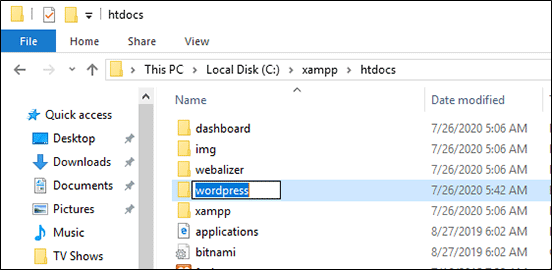 htdocs
File Home Share View
This PC > Local Disk (C:) > xampp > htdocs
Name Date modified
Quick access
dashboard 7/26/2020 5:06 AM
Desktop
img 7/26/2020 5:06 AM
Downloads
webalizer 7/26/2020 5:06 AM
Documents
wordpress 7/26/2020 5:42 AM
Pictures
xampp 7/26/2020 5:06 AM
Music
applications 8/27/2019 6:02 AM
TV Shows
bitnami 8/27/2019 6:02 AM